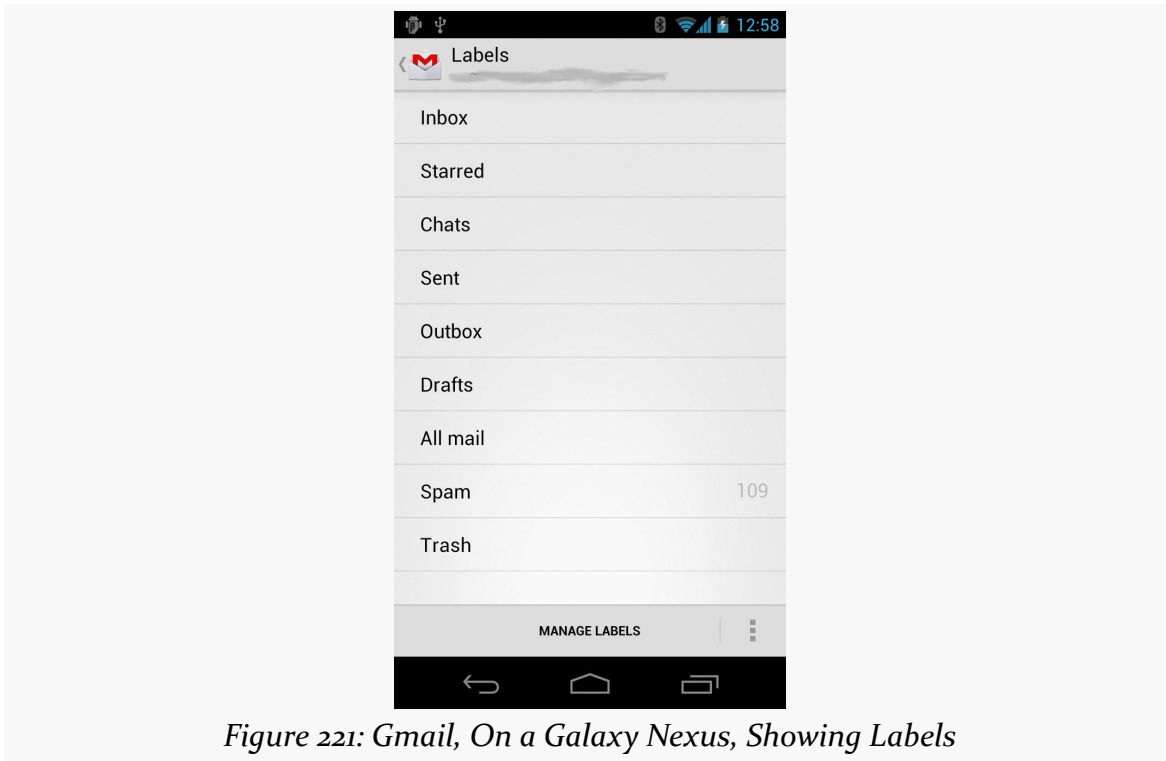 12:58
Labels
Inbox
Starred
Chats
Sent
Outbox
Drafts
All mail
Spam 109
Trash
MANAGE LABELS
Figure 221: Gmail, On a Galaxy Nexus, Showing Labels